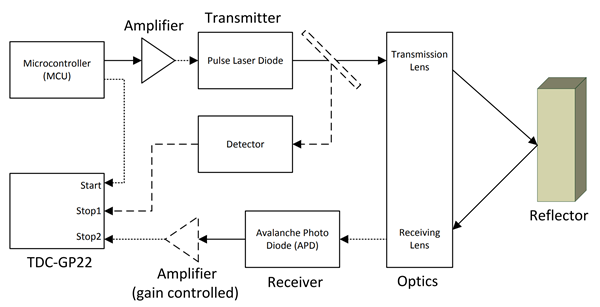 Amplifier
Transmitter
Microcontroller
(MCU)
Pulse Laser Diode
Transmission
Lens
Detector
Start
Stop1
Stop2
TDC-GP22
Amplifier
(gain controlled)
Avalanche Photo
Diode (APD)
Receiver
Receiving
Lens
Optics
Reflector